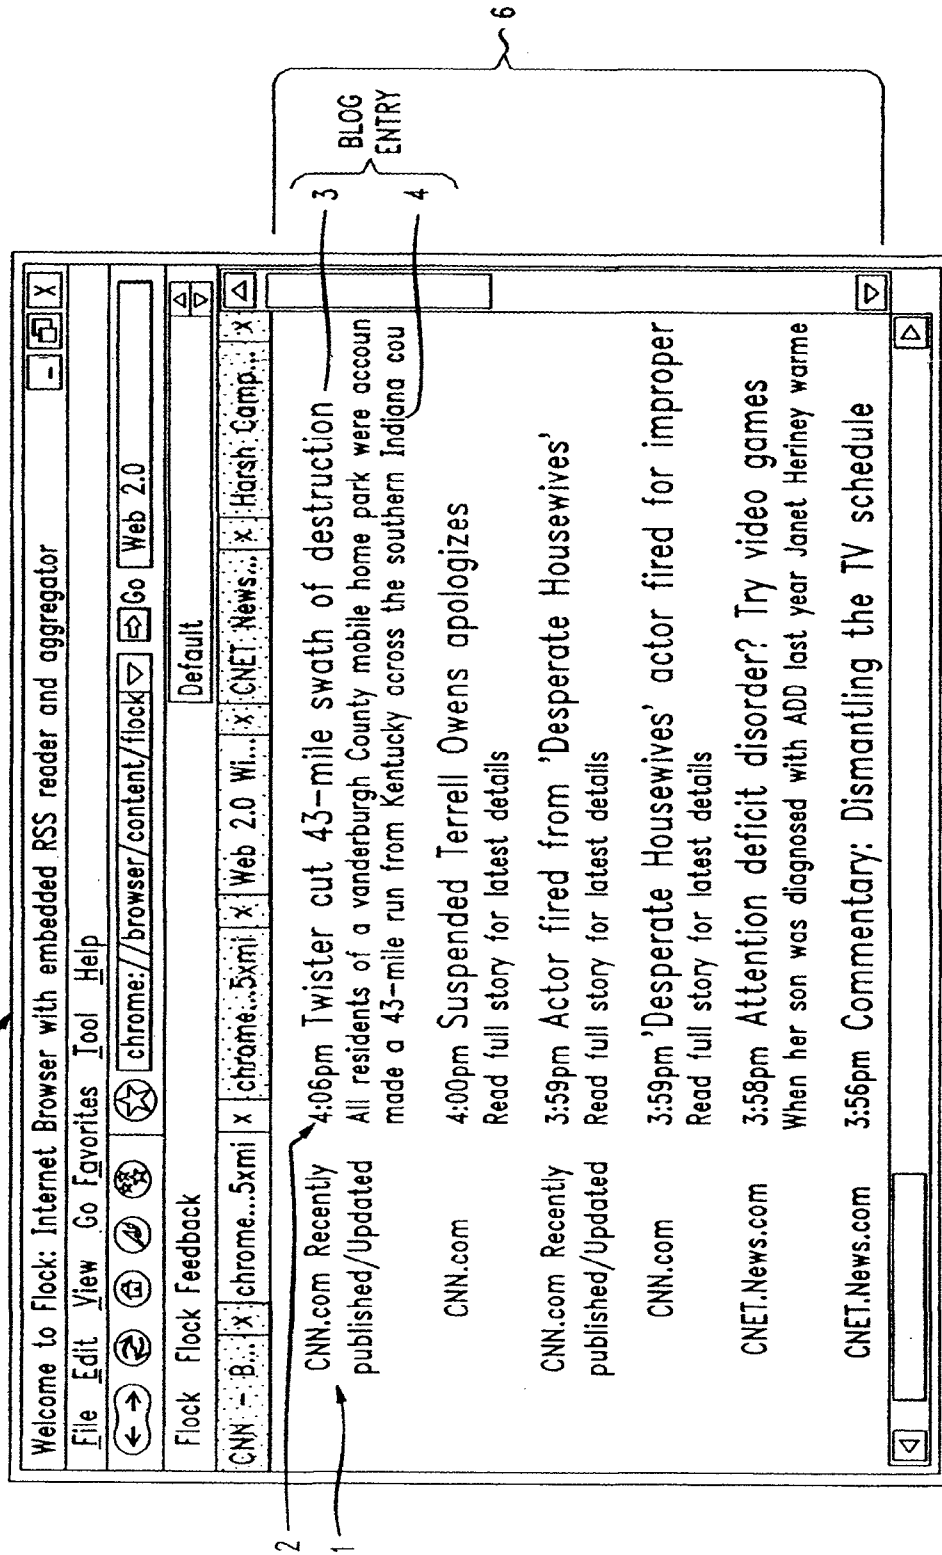 Welcome to Flock: Internet Browser with embedded RSS reader and aggregator
- X
File Edit View Go Favorites Tool Help
chrome://browser/content/flock Go Web 2.0
Flock Flock Feedback Default
CNN - B... x chrome...5xmi x chrame...5xmi x Web 2.0 Wi... x CNET News... x Harsh Camp... x
CNN.com Recently published/Updated
4:06pm Twister cut 43-mile swath of destruction
All residents of a vanderburgh County mobile home park were accoun
made a 43-mile run from Kentucky across the southern Indiana cou
CNN.com
4:00pm Suspended Terrell Owens apologizes
Read full story for latest details
CNN.com Recently published/Updated
3:59pm Actor fired from 'Desperate Housewives'
Read full story for latest details
CNN.com
3:59pm 'Desperate Housewives' actor fired for improper
Read full story for latest details
CNET.News.com
3:58pm Attention deficit disorder? Try video games
When her son was diagnosed with ADD last year Janet Heriney warme
CNET.News.com
3:56pm Commentary: Dismantling the TV schedule
1
2
3
4
BLOG
ENTRY
6